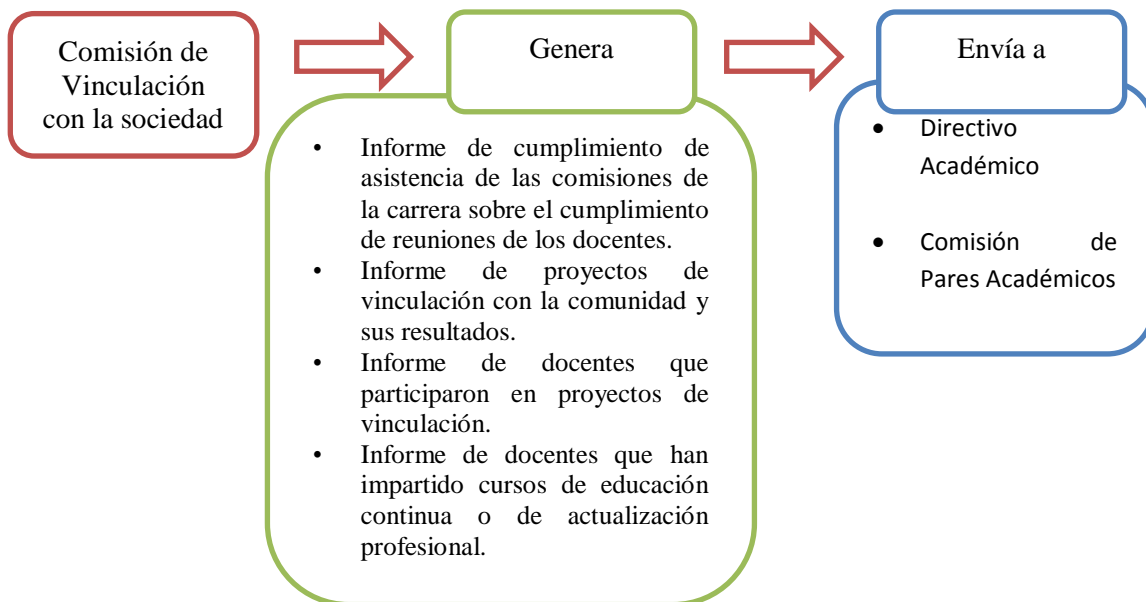 Comisión de
Vinculación
con la sociedad
Genera
• Informe de cumplimiento de
asistencia de las comisiones de
la carrera sobre el cumplimiento
de reuniones de los docentes.
• Informe de proyectos de
vinculación con la comunidad y
sus resultados.
• Informe de docentes que
participaron en proyectos de
vinculación.
• Informe de docentes que han
impartido cursos de educación
continua o de actualización
profesional.
Envía a
• Directivo
Académico
• Comisión de
Pares Académicos